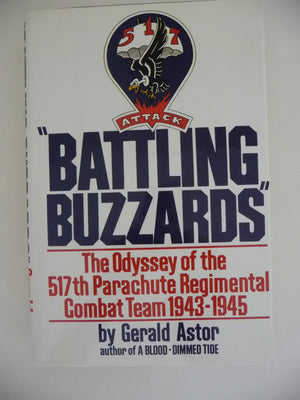 517
ATTACK
"BATTLING
BUZZARDS"
The Odyssey of the
517th Parachute Regimental
Combat Team 1943-1945
by Gerald Astor
author of A BLOOD-DIMMED TIDE